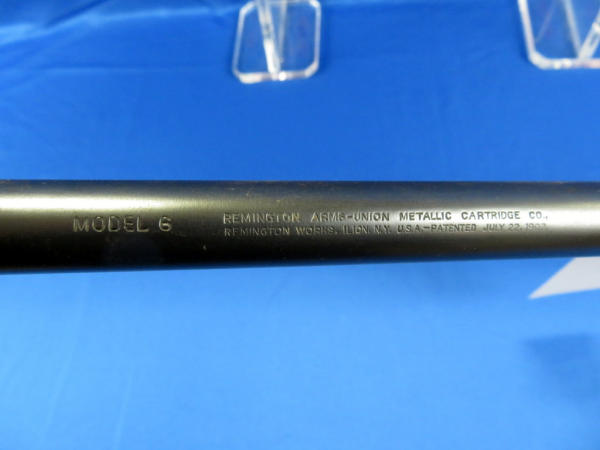 MODEL 6
REMINGTON ARMS-UNION METALLIC CARTRIDGE CO.,
REMINGTON WORKS, ILION, N.Y. U.S.A.—PATENTED JULY 22, 1902.